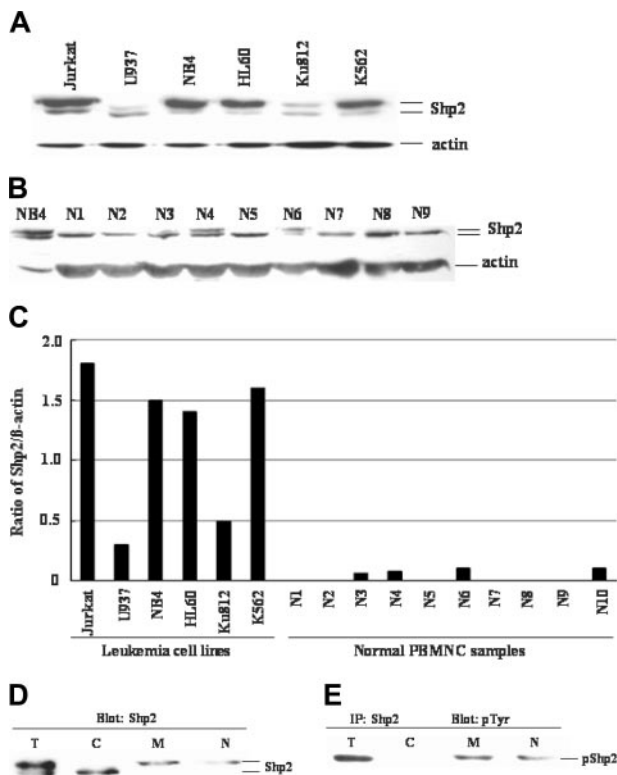 A
Jurkat U937 NB4 HL60 Ku812 K562
Shp2
actin
B
NB4 N1 N2 N3 N4 N5 N6 N7 N8 N9
Shp2
actin
C
2.0
1.5
1.0
0.5
0
Ratio of Shp2/ß-actin
Jurkat U937 NB4 HL60 Ku812 K562 N1 N2 N3 N4 N5 N6 N7 N8 N9 N10
Leukemia cell lines Normal PBMNC samples
D
Blot: Shp2
T C M N
Shp2
E
IP: Shp2 Blot: pTyr
T C M N
pShp2